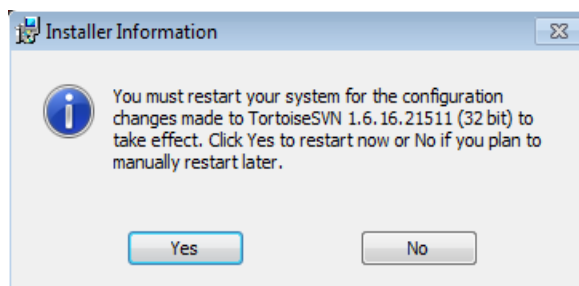 Installer Information
You must restart your system for the configuration
changes made to TortoiseSVN 1.6.16.21511 (32 bit) to
take effect. Click Yes to restart now or No if you plan to
manually restart later.
Yes
No